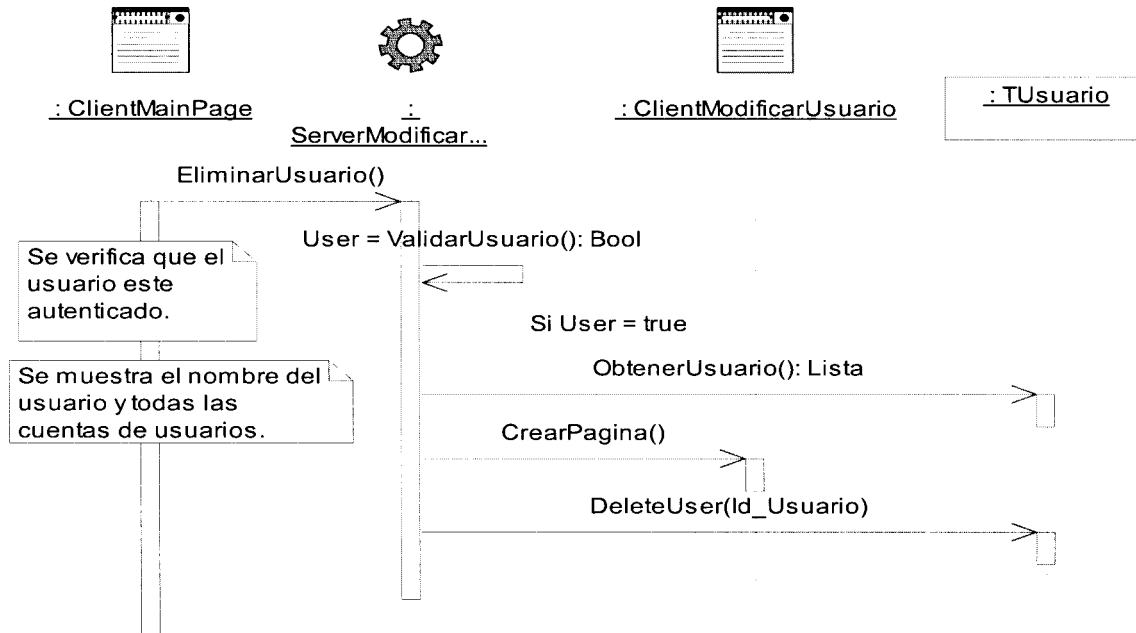 : ClientMainPage
:
ServerModificar...
: ClientModificarUsuario
: TUsuario
EliminarUsuario()
User = ValidarUsuario(): Bool
Se verifica que el
usuario este
autenticado.
Si User = true
Se muestra el nombre del
usuario y todas las
cuentas de usuarios.
ObtenerUsuario(): Lista
CrearPagina()
DeleteUser(Id_Usuario)